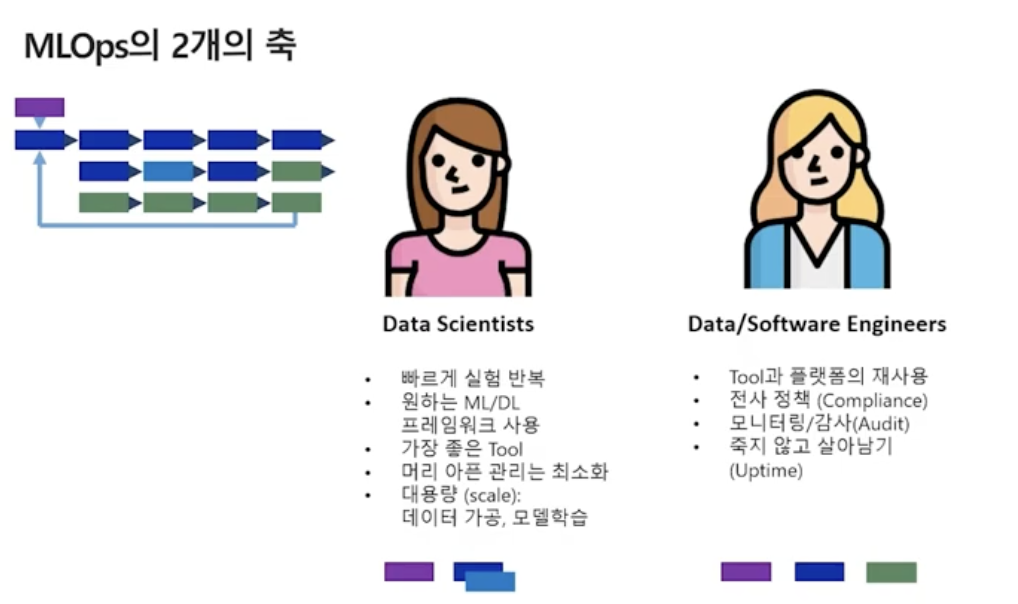 MLOps의 2개의 축
Data Scientists
• 빠르게 실험 반복
• 원하는 ML/DL
프레임워크 사용
• 가장 좋은 Tool
• 머리 아픈 관리는 최소화
• 대용량 (scale):
데이터 가공, 모델학습
Data/Software Engineers
• Tool과 플랫폼의 재사용
• 전사 정책 (Compliance)
• 모니터링/감사(Audit)
• 죽지 않고 살아남기
(Uptime)